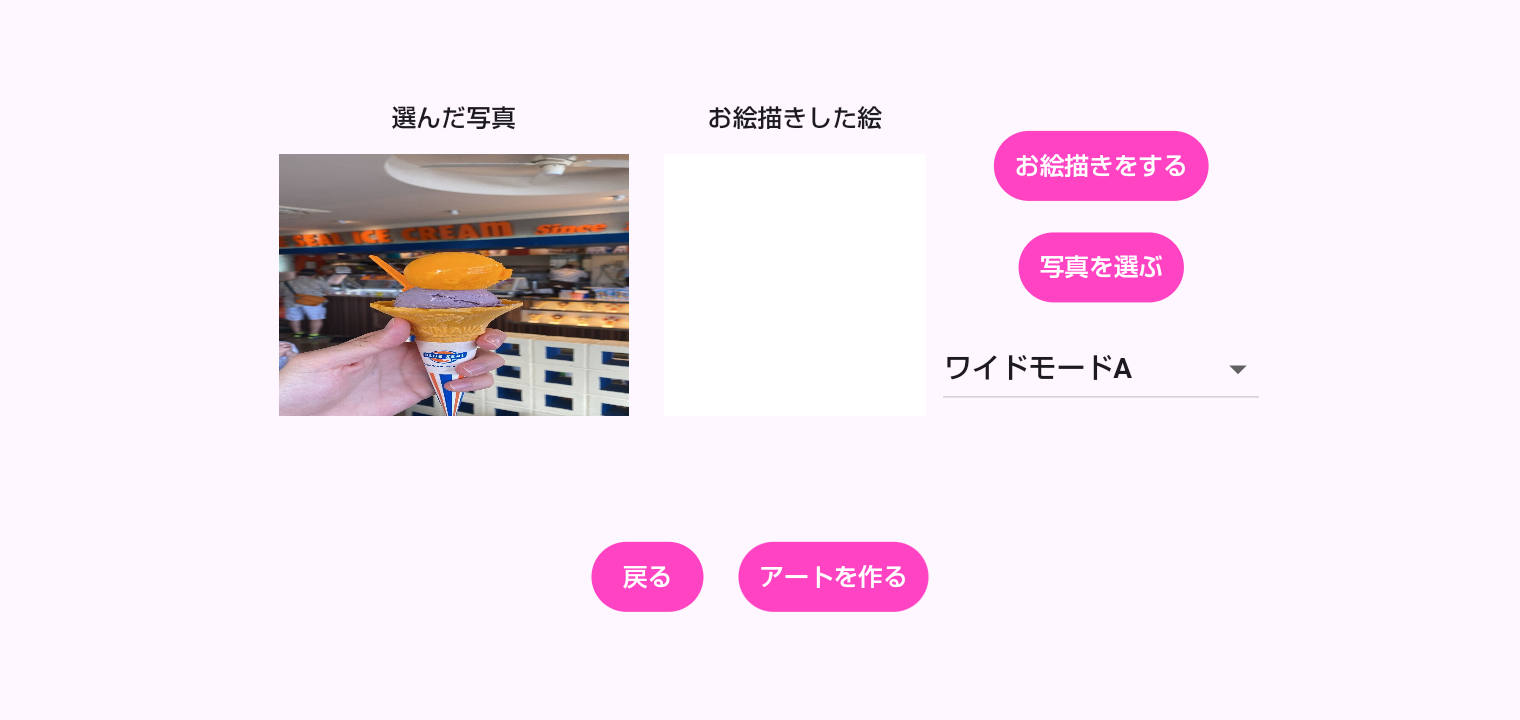 選んだ写真
お絵描きした絵
お絵描きをする
SEAL ICE CREAM Since
写真を選ぶ
ワイドモードA
戻る
アートを作る